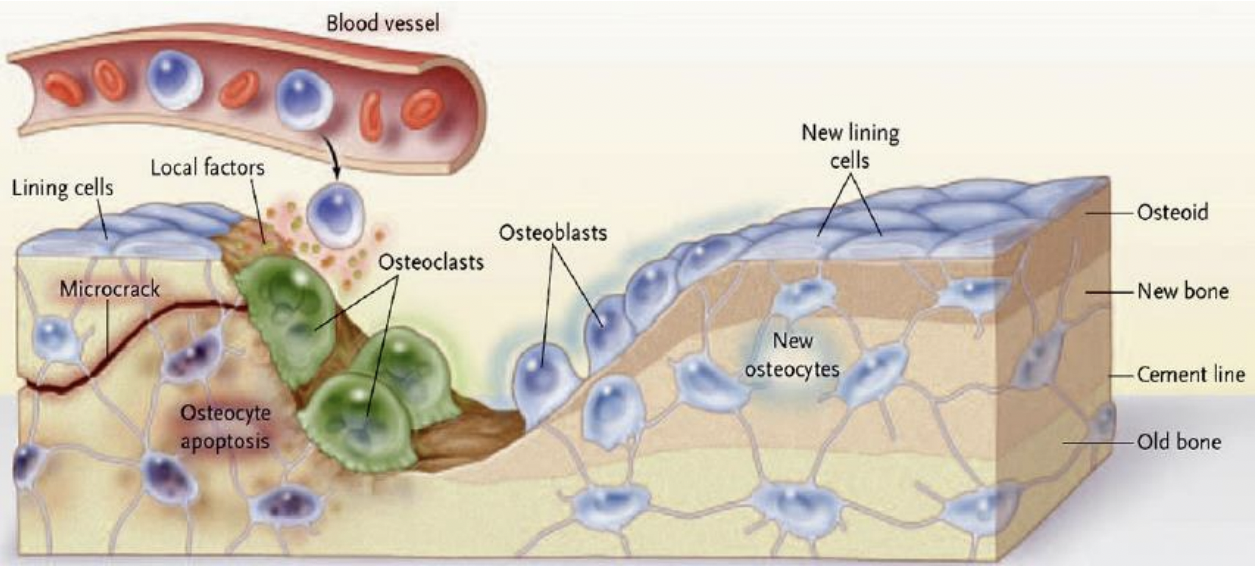 Blood vessel
Local factors
Lining cells
New lining
cells
Osteoid
Osteoblasts
Osteoclasts
Microcrack
New bone
New
osteocytes
Cement line
Osteocyte
apoptosis
Old bone